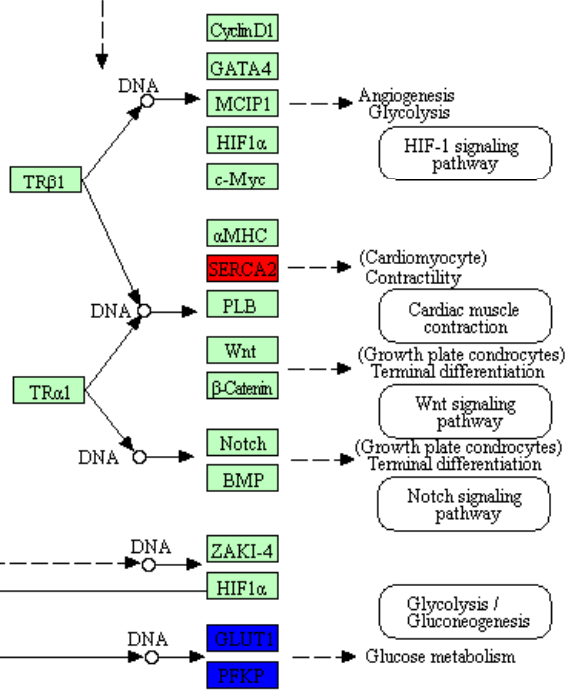 Cyclin D1
GATA4
DNA
MCIP1
Angiogenesis
Glycolysis
HIF1α
HIF-1 signaling
pathway
TRβ1
c-Myc
αMHC
SERCA2
(Cardiomyocyte)
Contractility
DNA
PLB
Cardiac muscle
contraction
Wnt
(Growth plate condrocytes)
Terminal differentiation
TRα1
β-Catenin
Wnt signaling
pathway
DNA
Notch
(Growth plate condrocytes)
Terminal differentiation
BMP
Notch signaling
pathway
DNA
ZAKI-4
HIF1α
Glycolysis /
Gluconeogenesis
DNA
GLUT1
Glucose metabolism
PFKP